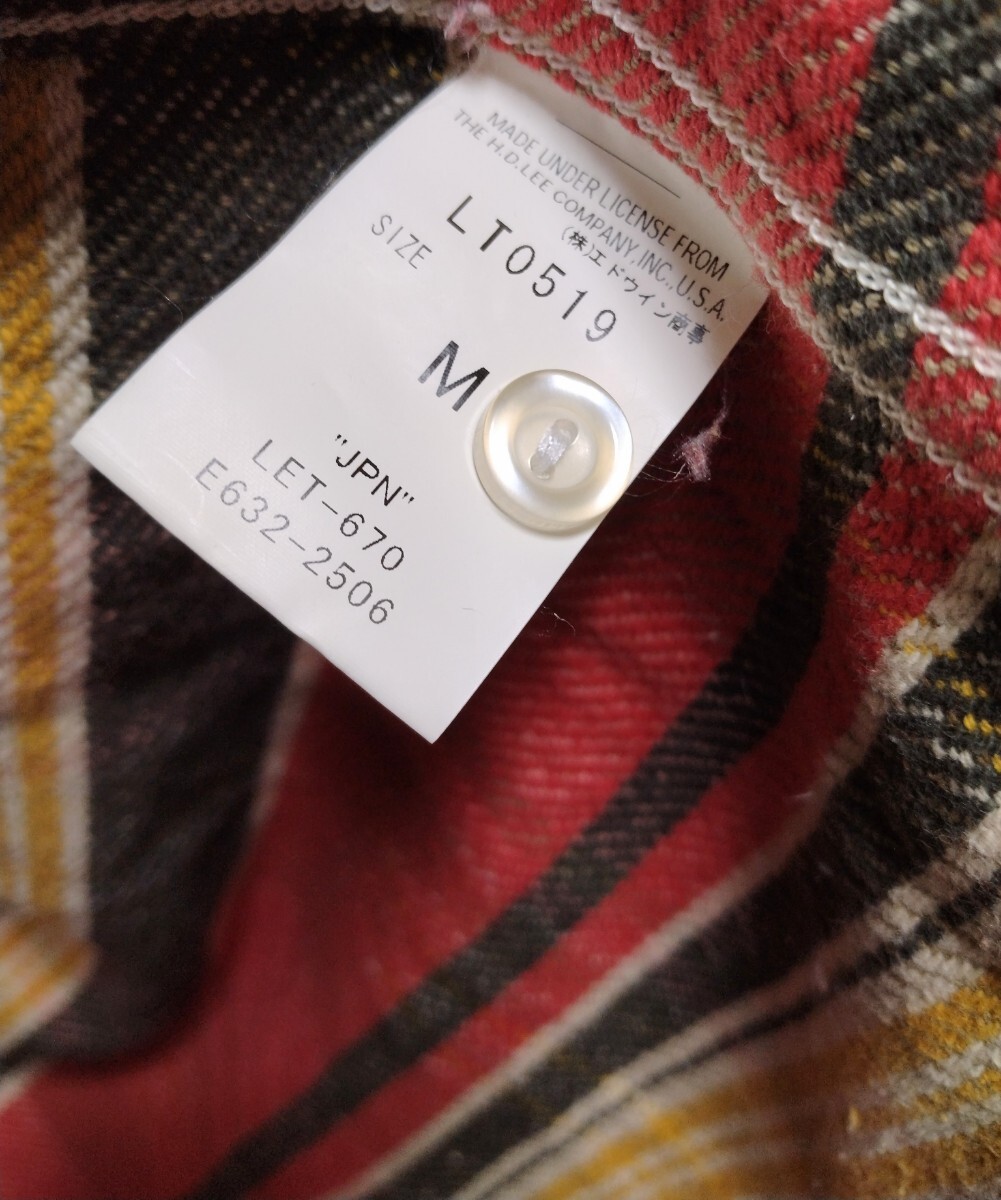 MADE UNDER LICENSE FROM
THE H.D.LEE COMPANY,INC.,U.S.A.
(株)エドウイン商事
LT0519
SIZE
M
"JPN"
LET-670
E632-2506